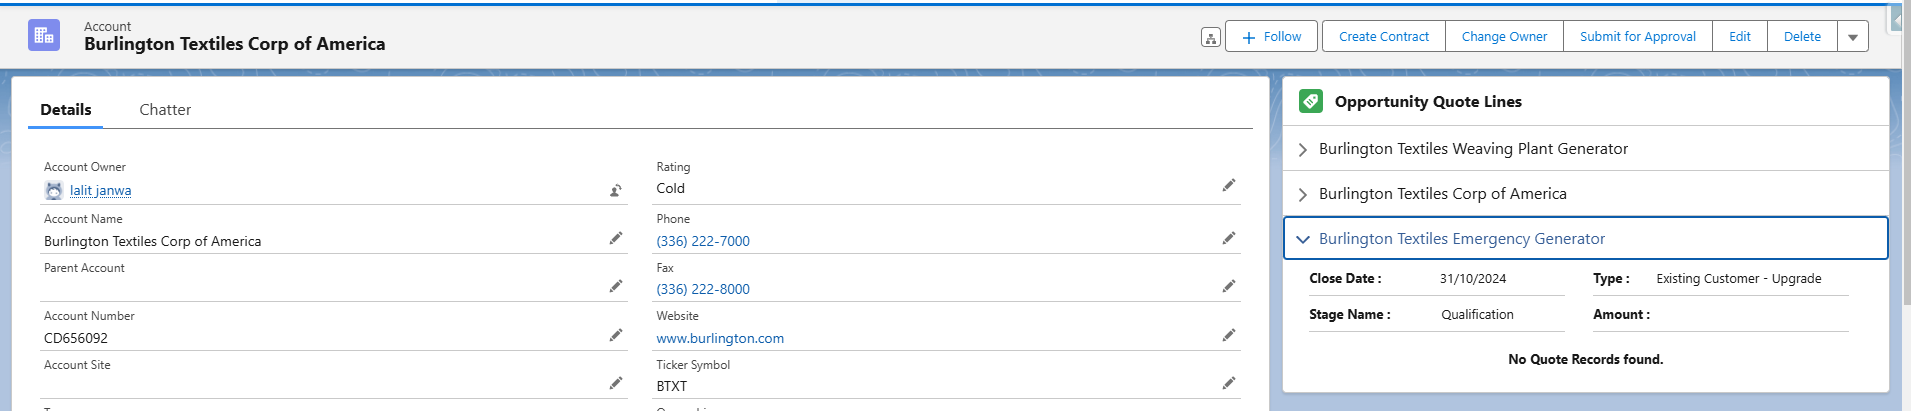 Account
Burlington Textiles Corp of America
Follow
Create Contract
Change Owner
Submit for Approval
Edit
Delete
Details
Chatter
Account Owner
lalit janwa
Rating
Cold
Account Name
Burlington Textiles Corp of America
Phone
(336) 222-7000
Parent Account
Fax
(336) 222-8000
Account Number
CD656092
Website
www.burlington.com
Account Site
Ticker Symbol
BTXT
Opportunity Quote Lines
Burlington Textiles Weaving Plant Generator
Burlington Textiles Corp of America
Burlington Textiles Emergency Generator
Close Date : 31/10/2024
Type : Existing Customer - Upgrade
Stage Name : Qualification
Amount :
No Quote Records found.